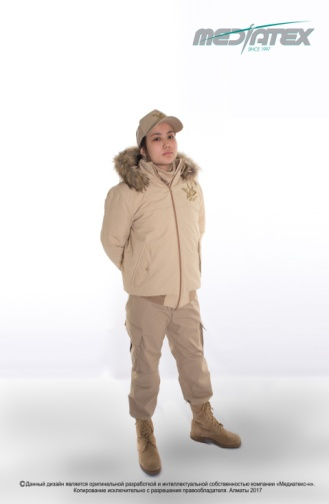 MEDIATEX
SINCE 1997
©Данный дизайн является оригинальной разработкой и интеллектуальной собственностью компании «Медиатекс-н».
Копирование исключительно с разрешения правообладателя. Алматы 2017